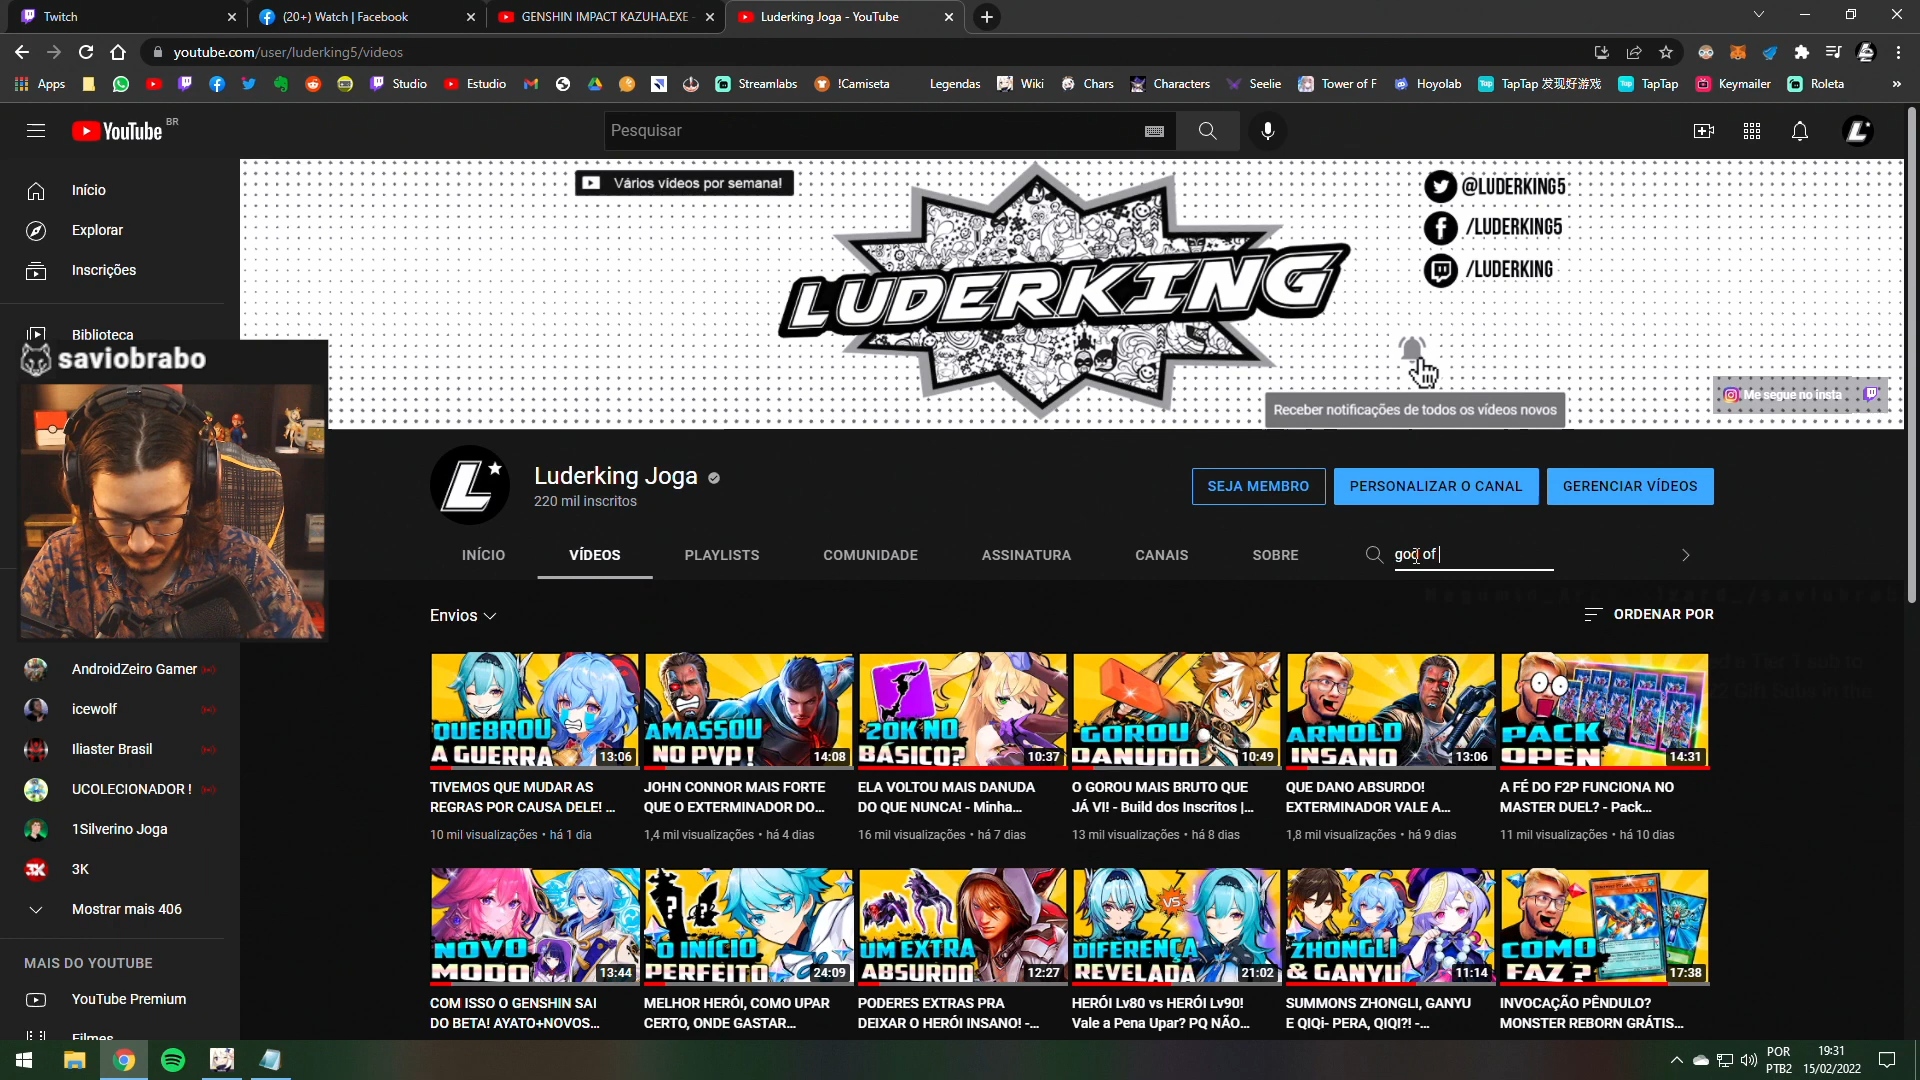 Twitch
(20+) Watch | Facebook
GENSHIN IMPACT KAZUHA.EXE -
Luderking Joga - YouTube
youtube.com/user/luderking5/videos
Apps
Studio
Estudio
Streamlabs
!Camiseta
Legendas
Wiki
Chars
Characters
Seelie
Tower of F
Hoyolab
TapTap 发现好游戏
TapTap
Keymailer
Roleta
YouTube BR
Pesquisar
Início
Explorar
Inscrições
Biblioteca
saviobrabo
Vários vídeos por semana!
LUDERKING
@LUDERKING5
/LUDERKING5
/LUDERKING
Receber notificações de todos os vídeos novos
Me segue no insta
Luderking Joga
220 mil inscritos
SEJA MEMBRO
PERSONALIZAR O CANAL
GERENCIAR VÍDEOS
INÍCIO
VÍDEOS
PLAYLISTS
COMUNIDADE
ASSINATURA
CANAIS
SOBRE
god of
Envios
ORDENAR POR
AndroidZeiro Gamer
icewolf
Iliaster Brasil
UCOLECIONADOR !
1Silverino Joga
3K
Mostrar mais 406
MAIS DO YOUTUBE
YouTube Premium
Filmes
QUEBROU
A GUERRA
13:06
TIVEMOS QUE MUDAR AS
REGRAS POR CAUSA DELE! ...
10 mil visualizações • há 1 dia
AMASSOU
NO PVP!
14:08
JOHN CONNOR MAIS FORTE
QUE O EXTERMINADOR DO...
1,4 mil visualizações • há 4 dias
20K NO
BÁSICO?
10:37
ELA VOLTOU MAIS DANUDA
DO QUE NUNCA! - Minha...
16 mil visualizações • há 7 dias
GOROU
DANUDO
10:49
O GOROU MAIS BRUTO QUE
JÁ VI! - Build dos Inscritos |...
13 mil visualizações • há 8 dias
ARNOLD
INSANO
13:06
QUE DANO ABSURDO!
EXTERMINADOR VALE A...
1,8 mil visualizações • há 9 dias
PACK
OPEN
14:31
A FÉ DO F2P FUNCIONA NO
MASTER DUEL? - Pack...
11 mil visualizações • há 10 dias
NOVO
MODO
13:44
COM ISSO O GENSHIN SAI
DO BETA! AYATO+NOVOS...
O INÍCIO
PERFEITO
24:09
MELHOR HERÓI, COMO UPAR
CERTO, ONDE GASTAR...
UM EXTRA
ABSURDO
12:27
PODERES EXTRAS PRA
DEIXAR O HERÓI INSANO! -...
VS
DIFERENÇA
REVELADA
21:02
HERÓI Lv80 vs HERÓI Lv90!
Vale a Pena Upar? PQ NÃO...
ZHONGLI
& GANYU
11:14
SUMMONS ZHONGLI, GANYU
E QIQi- PERA, QIQI?! -...
COMO
FAZ ?
17:38
INVOCAÇÃO PÊNDULO?
MONSTER REBORN GRÁTIS...
POR
PTB2
19:31
15/02/2022